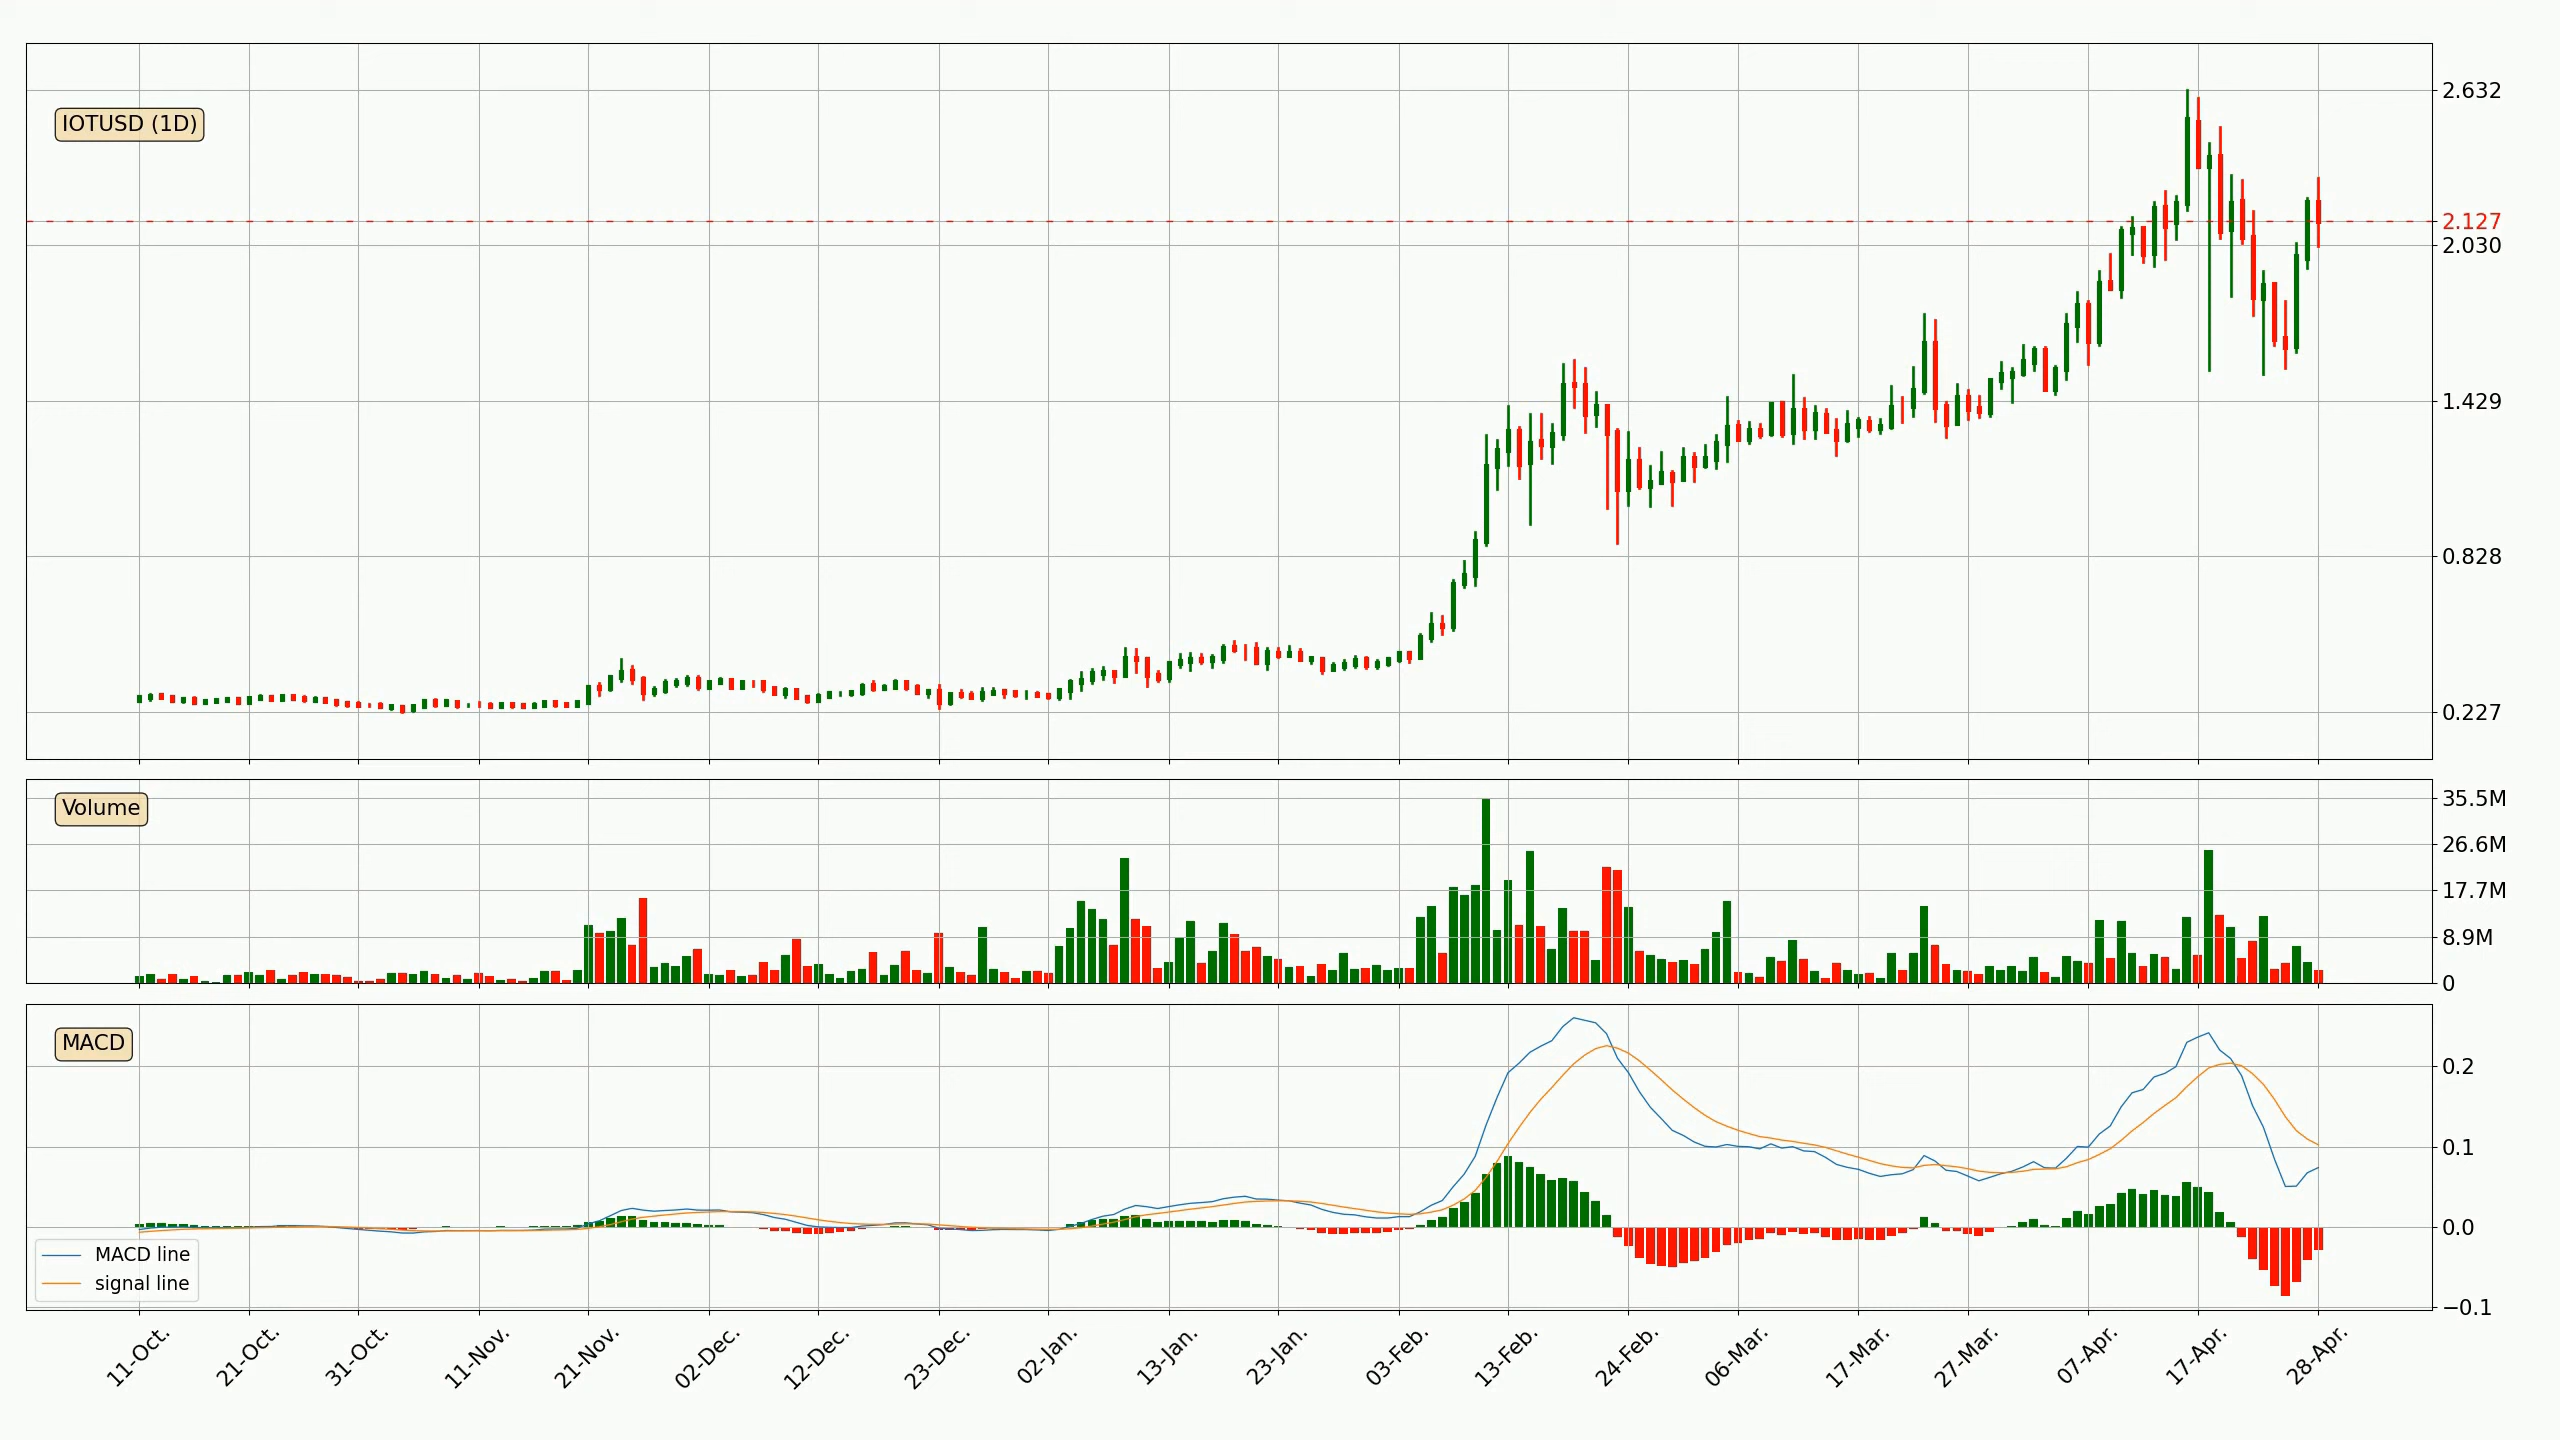 IOTUSD (1D)
2.632
2.127
2.030
1.429
0.828
0.227
Volume
35.5M
26.6M
17.7M
8.9M
0
MACD
0.2
0.1
0.0
−0.1
MACD line
signal line
11-Oct.
21-Oct.
31-Oct.
11-Nov.
21-Nov.
02-Dec.
12-Dec.
23-Dec.
02-Jan.
13-Jan.
23-Jan.
03-Feb.
13-Feb.
24-Feb.
06-Mar.
17-Mar.
27-Mar.
07-Apr.
17-Apr.
28-Apr.